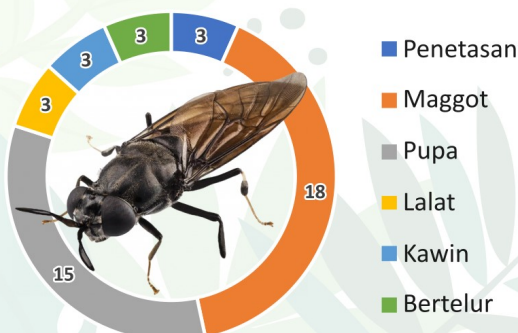 3
3
3
3
18
15
Penetasan
Maggot
Pupa
Lalat
Kawin
Bertelur